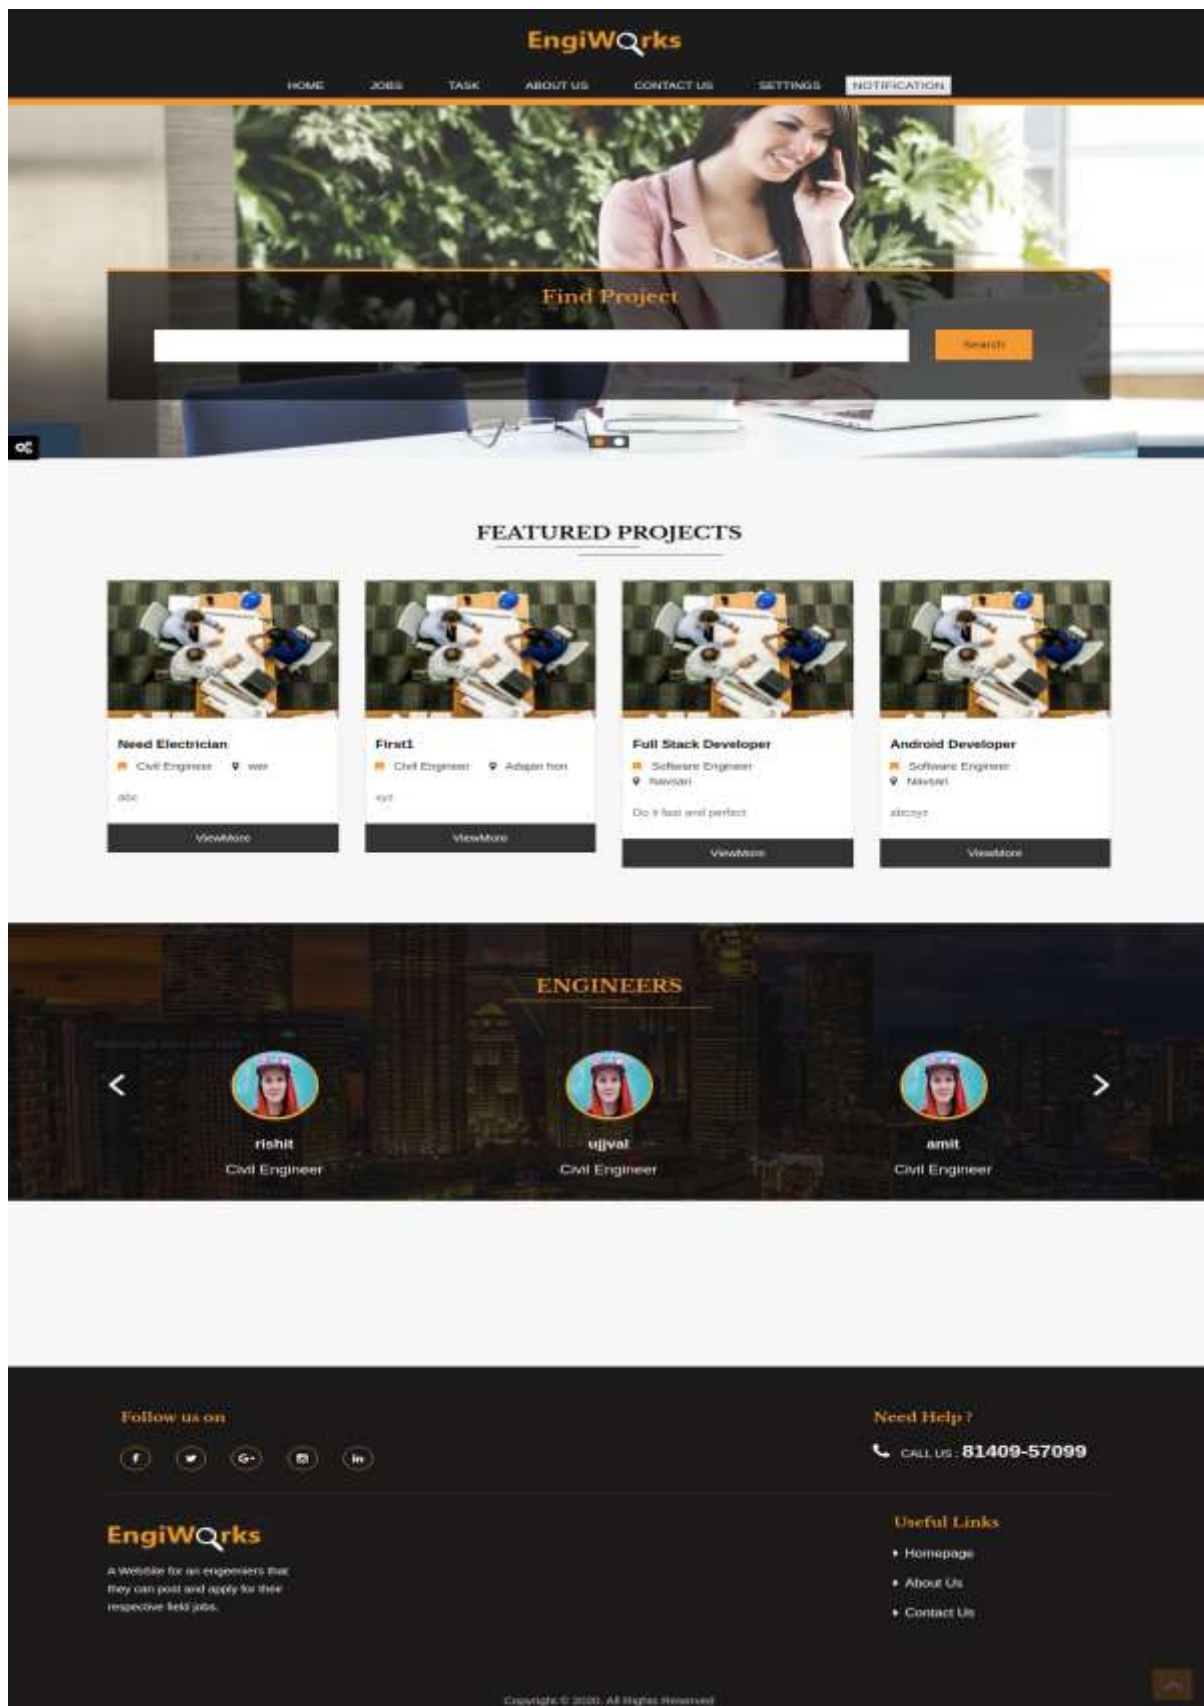 EngiWorks
HOME JOBS TASK ABOUT US CONTACT US SETTINGS NOTIFICATION
Find Project
Search
FEATURED PROJECTS
Need Electrician
Civil Engineer
abc
ViewMore
First1
Civil Engineer Adajan
xyz
ViewMore
Full Stack Developer
Software Engineer
Navsari
Do it fast and perfect
ViewMore
Android Developer
Software Engineer
Navsari
abcxyz
ViewMore
ENGINEERS
rishit
Civil Engineer
ujjval
Civil Engineer
amit
Civil Engineer
Follow us on
Need Help ?
CALL US : 81409-57099
EngiWorks
A WebSite for an engeeniers that
they can post and apply for their
respective field jobs.
Useful Links
Homepage
About Us
Contact Us
Copyright © 2020. All Rights Reserved